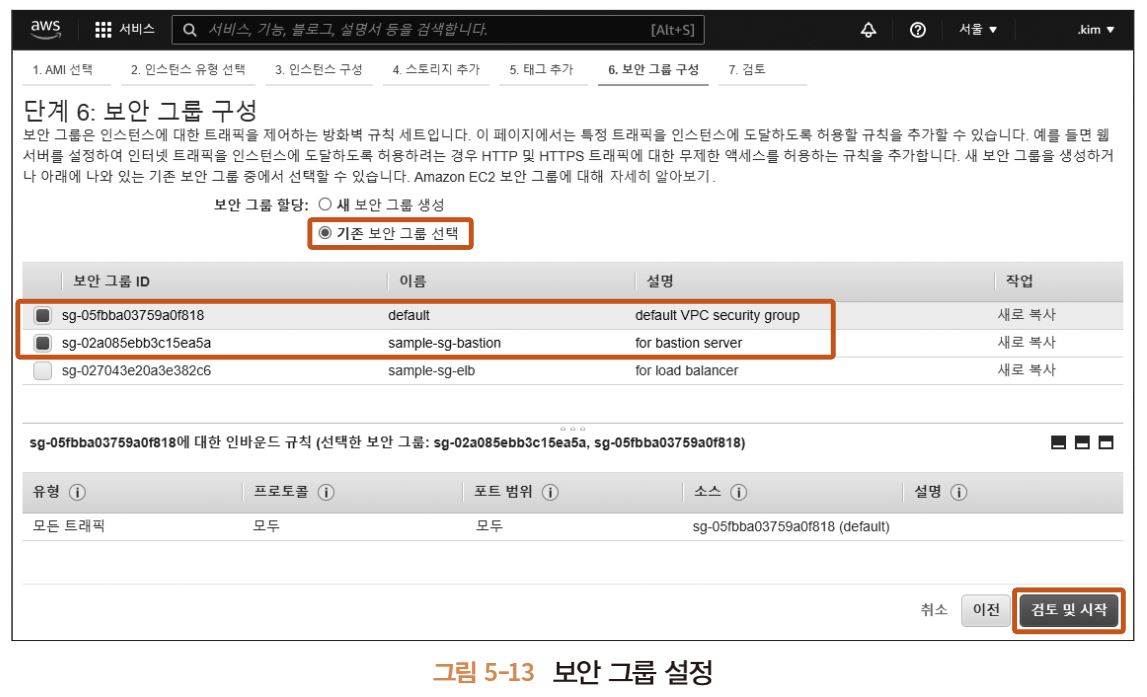 aws 서비스 서비스, 기능, 블로그, 설명서 등을 검색합니다. [Alt+S] 서울 ▼ .kim ▼
1. AMI 선택 2. 인스턴스 유형 선택 3. 인스턴스 구성 4. 스토리지 추가 5. 태그 추가 6. 보안 그룹 구성 7. 검토
단계 6: 보안 그룹 구성
보안 그룹은 인스턴스에 대한 트래픽을 제어하는 방화벽 규칙 세트입니다. 이 페이지에서는 특정 트래픽을 인스턴스에 도달하도록 허용할 규칙을 추가할 수 있습니다. 예를 들면 웹
서버를 설정하여 인터넷 트래픽을 인스턴스에 도달하도록 허용하려는 경우 HTTP 및 HTTPS 트래픽에 대한 무제한 액세스를 허용하는 규칙을 추가합니다. 새 보안 그룹을 생성하거
나 아래에 나와 있는 기존 보안 그룹 중에서 선택할 수 있습니다. Amazon EC2 보안 그룹에 대해 자세히 알아보기.
보안 그룹 할당: 새 보안 그룹 생성
기존 보안 그룹 선택
보안 그룹 ID 이름 설명 작업
sg-05fbba03759a0f818 default default VPC security group 새로 복사
sg-02a085ebb3c15ea5a sample-sg-bastion for bastion server 새로 복사
sg-027043e20a3e382c6 sample-sg-elb for load balancer 새로 복사
sg-05fbba03759a0f818에 대한 인바운드 규칙 (선택한 보안 그룹: sg-02a085ebb3c15ea5a, sg-05fbba03759a0f818)
유형 i 프로토콜 i 포트 범위 i 소스 i 설명 i
모든 트래픽 모두 모두 sg-05fbba03759a0f818 (default)
취소 이전 검토 및 시작
그림 5-13 보안 그룹 설정